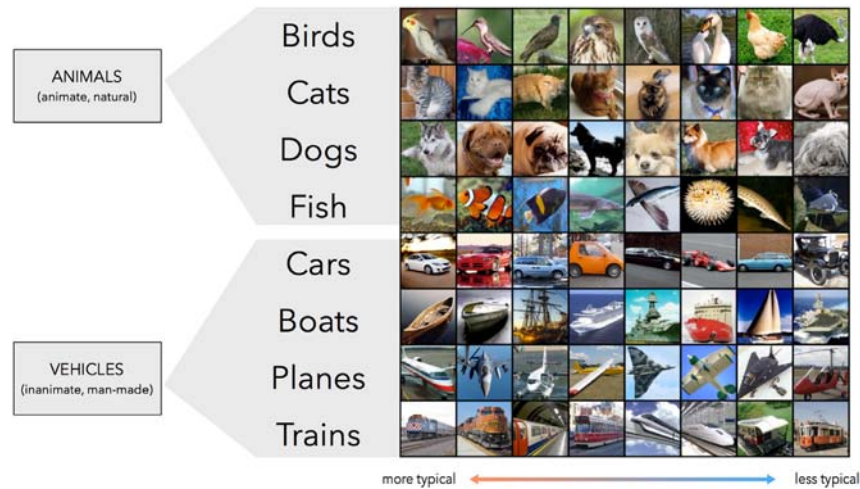 ANIMALS
(animate, natural)
Birds
Cats
Dogs
Fish
VEHICLES
(inanimate, man-made)
Cars
Boats
Planes
Trains
more typical
less typical